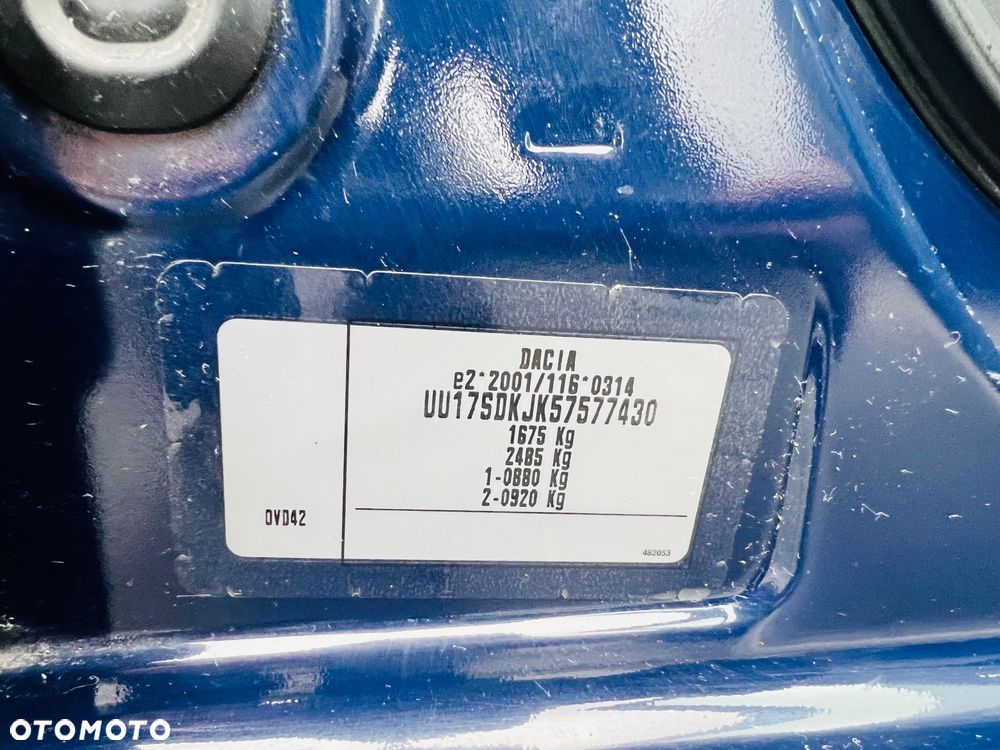 DACIA
e2*2001/116*0314
UU17SDKJK57577430
1675 Kg
2485 Kg
1-0880 Kg
2-0920 Kg
OVD42
482053
OTOMOTO